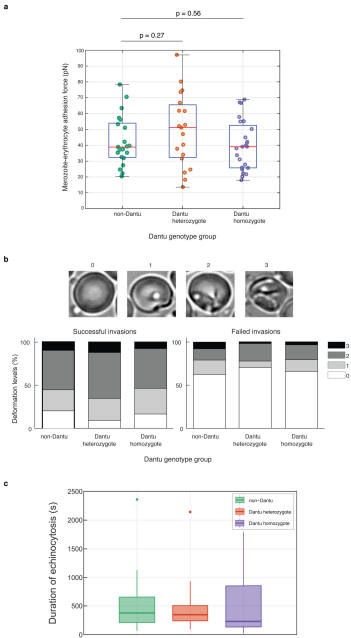 a
p = 0.56
p = 0.27
Merozoite-erythrocyte adhesion force (pN)
100
90
80
70
60
50
40
30
20
10
0
non-Dantu
Dantu
heterozygote
Dantu
homozygote
Dantu genotype group
b
0 1 2 3
Successful invasions
Failed invasions
Deformation levels (%)
100
50
0
100
50
0
3
2
1
0
non-Dantu
Dantu
heterozygote
Dantu
homozygote
non-Dantu
Dantu
heterozygote
Dantu
homozygote
Dantu genotype group
c
Duration of echinocytosis (s)
2500
2000
1500
1000
500
0
non-Dantu
Dantu heterozygote
Dantu homozygote